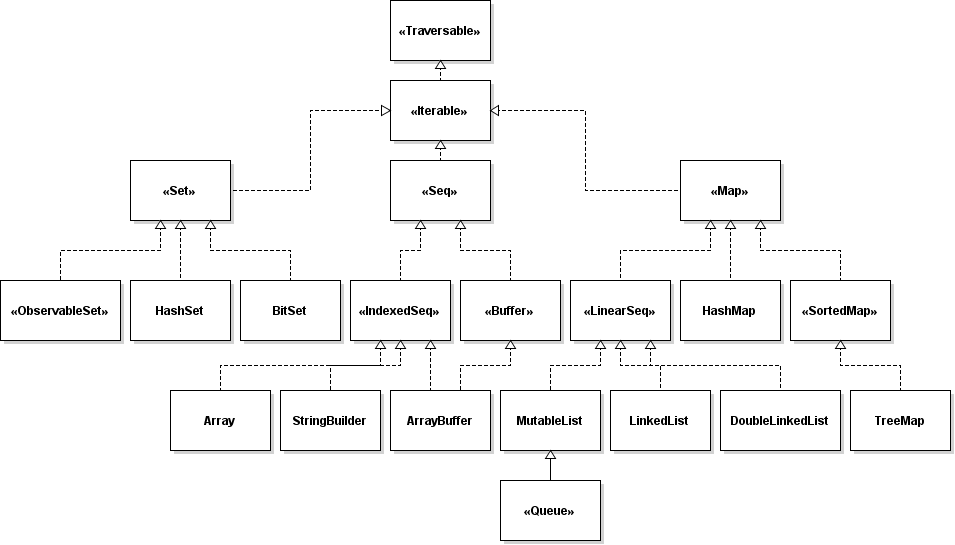 «Traversable»
«Iterable»
«Set»
«Seq»
«Map»
«ObservableSet»
HashSet
BitSet
«IndexedSeq»
«Buffer»
«LinearSeq»
HashMap
«SortedMap»
Array
StringBuilder
ArrayBuffer
MutableList
LinkedList
DoubleLinkedList
TreeMap
«Queue»